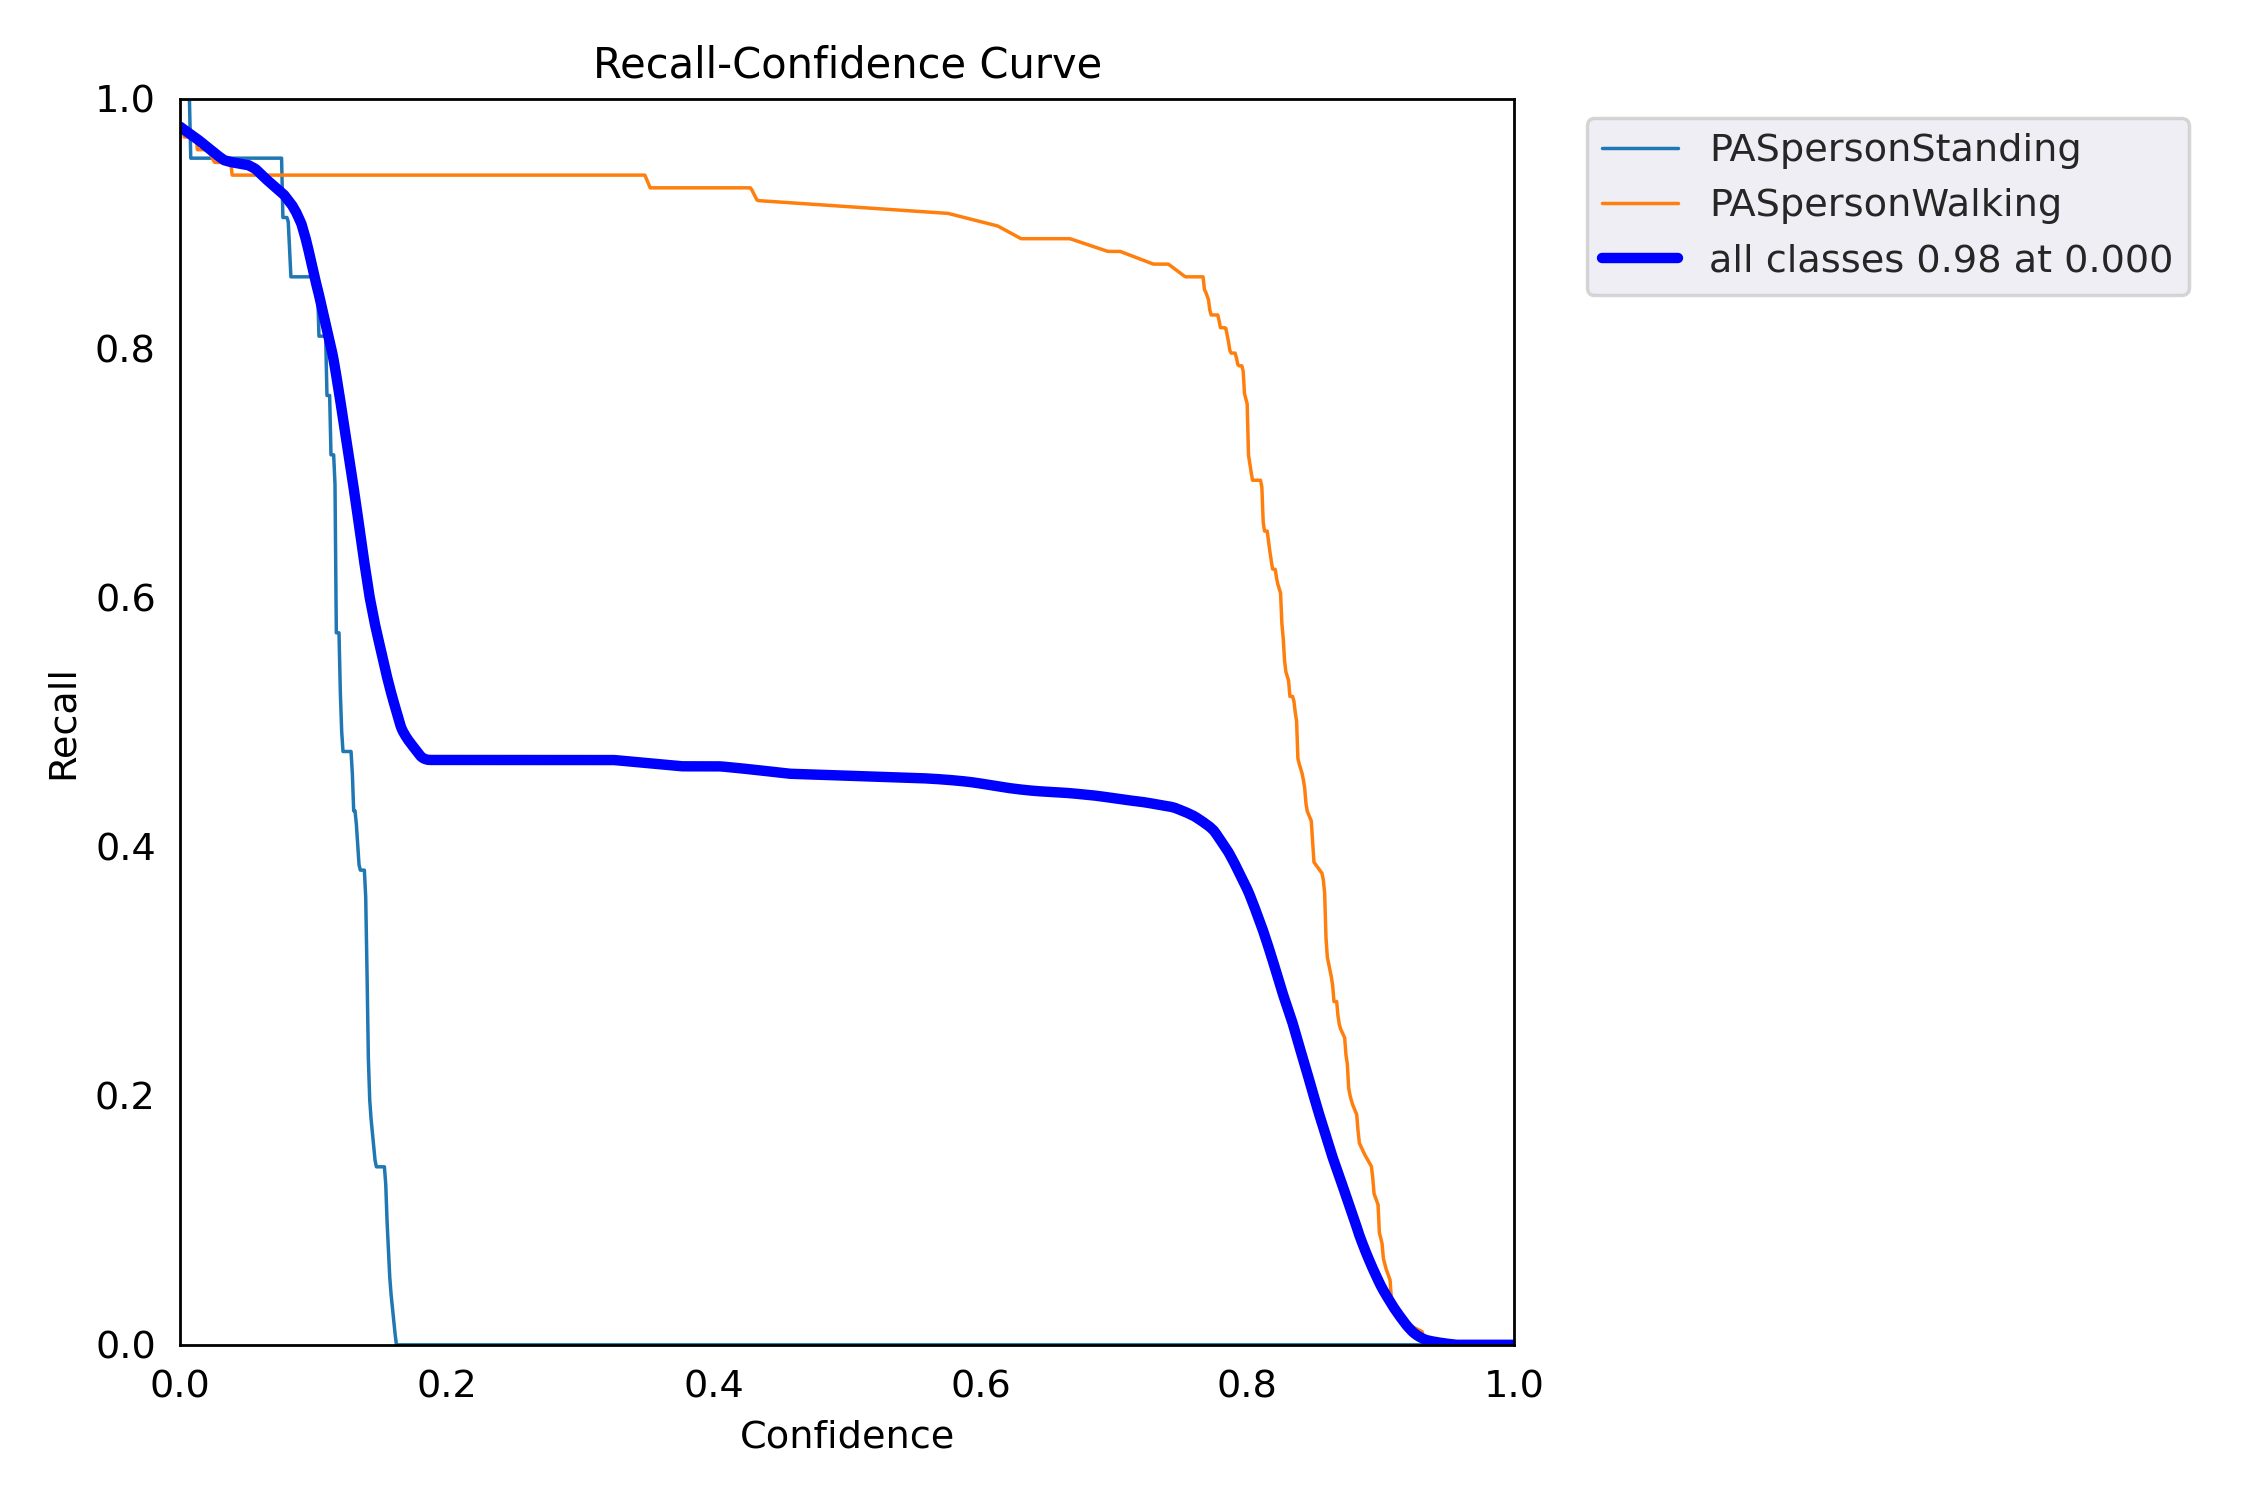 Recall-Confidence Curve
1.0
0.8
0.6
0.4
0.2
0.0
Recall
0.0 0.2 0.4 0.6 0.8 1.0
Confidence
PASpersonStanding
PASpersonWalking
all classes 0.98 at 0.000